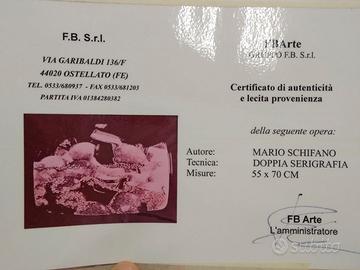 F.B. S.r.l.
VIA GARIBALDI 136/F
44020 OSTELLATO (FE)
TEL. 0533/680937 - FAX 0533/681203
PARTITA IVA 01384280382
FBArte
GRUPPO F.B. S.r.l.
Certificato di autenticità
e lecita provenienza
della seguente opera:
Autore: MARIO SCHIFANO
Tecnica: DOPPIA SERIGRAFIA
Misure: 55 x 70 CM
FB Arte
L'amministratore
subito